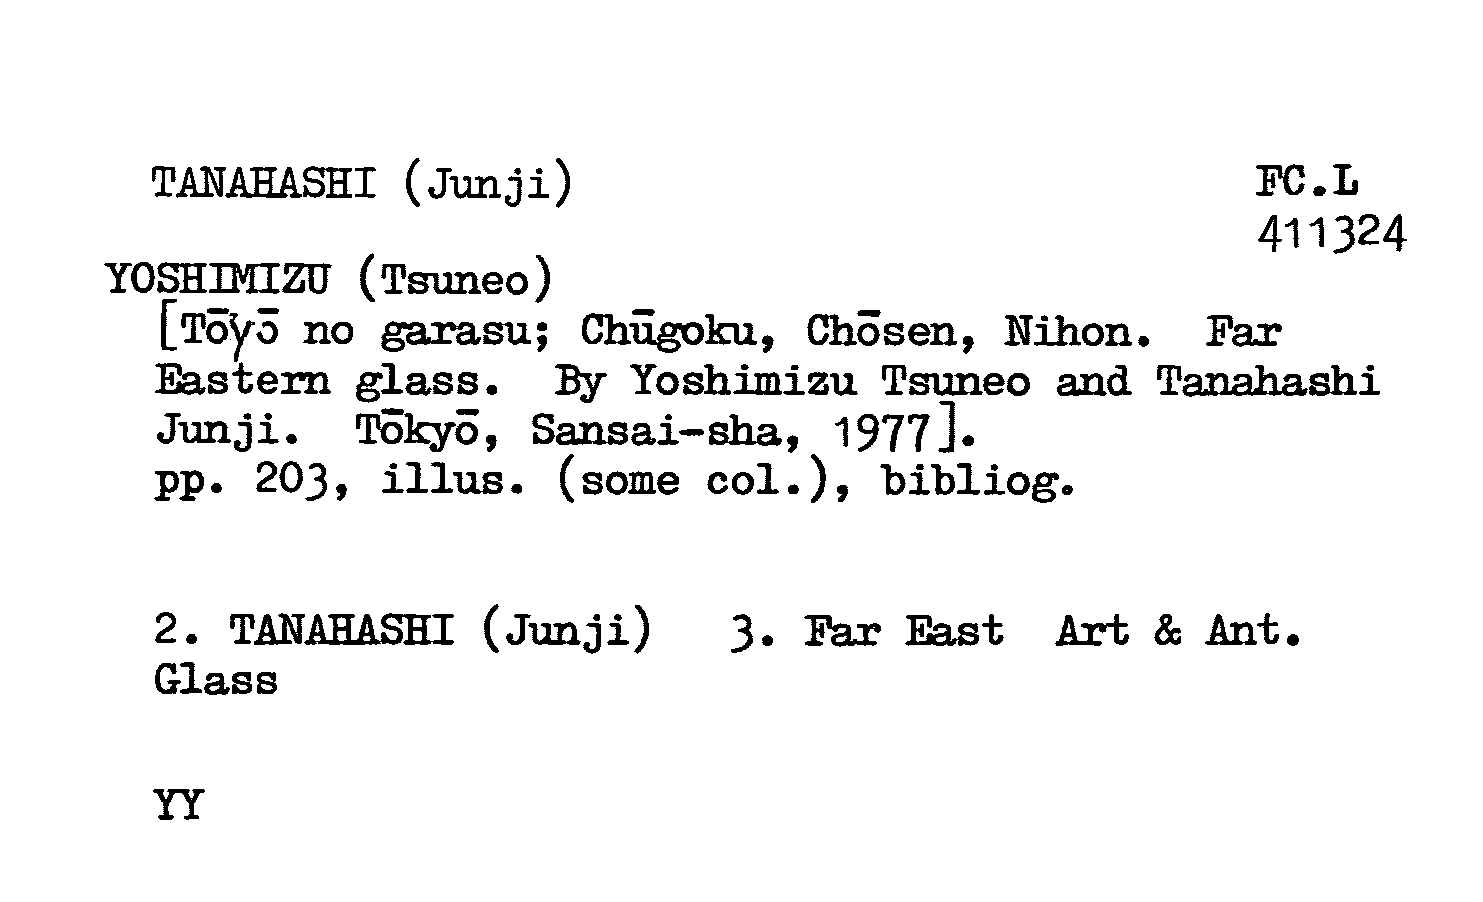 TANAHASHI (Junji) FC.L
411324
YOSHIMIZU (Tsuneo)
[Tōyō no garasu; Chūgoku, Chōsen, Nihon. Far
Eastern glass. By Yoshimizu Tsuneo and Tanahashi
Junji. Tōkyō, Sansai-sha, 1977].
pp. 203, illus. (some col.), bibliog.
2. TANAHASHI (Junji) 3. Far East Art & Ant.
Glass
YY